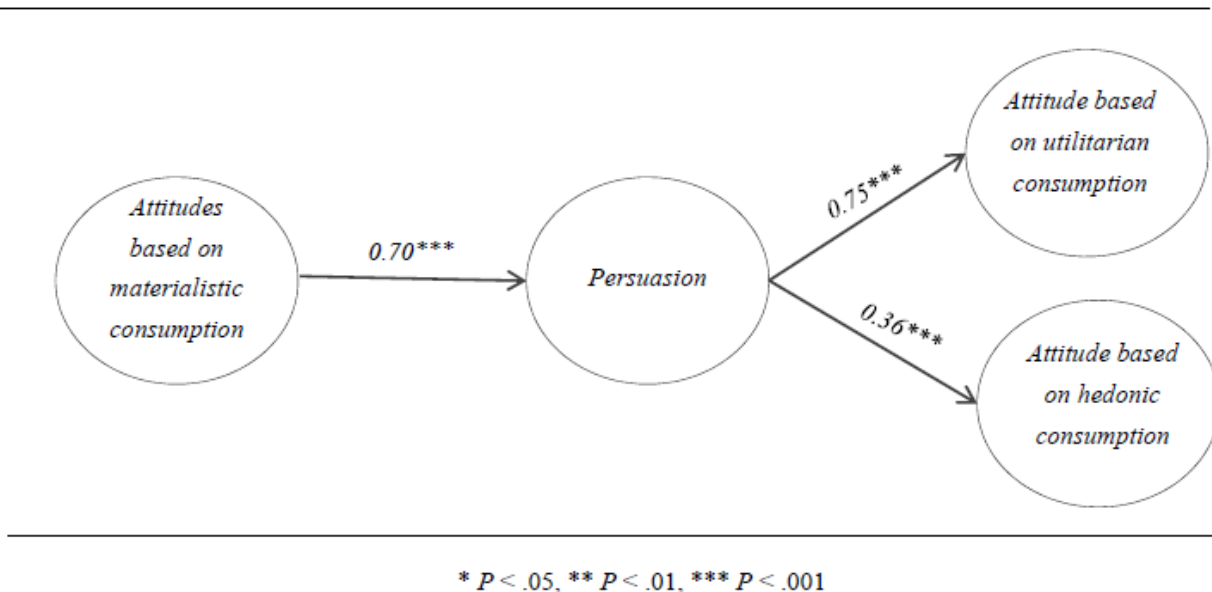 Attitudes
based on
materialistic
consumption
0.70***
Persuasion
0.75***
0.36***
Attitude based
on utilitarian
consumption
Attitude based
on hedonic
consumption
* P < .05, ** P < .01, *** P < .001